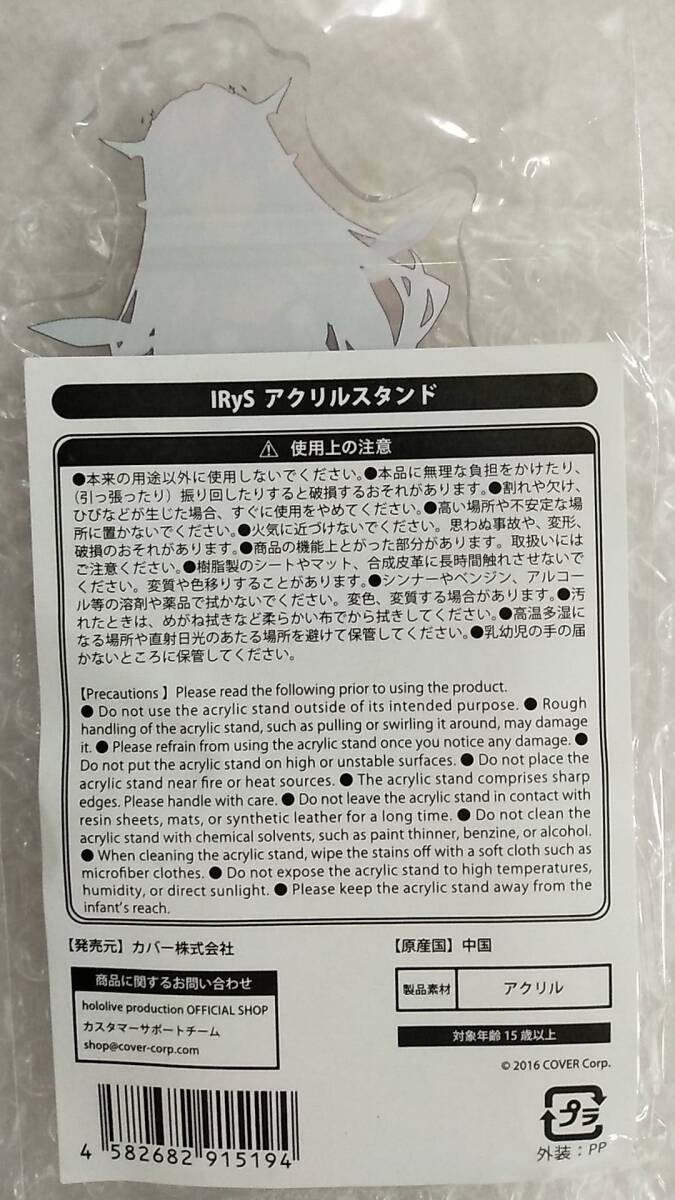 IRyS アクリルスタンド
⚠ 使用上の注意
●本来の用途以外に使用しないでください。●本品に無理な負担をかけたり、
（引っ張ったり）振り回したりすると破損するおそれがあります。●割れや欠け、
ひびなどが生じた場合、すぐに使用をやめてください。●高い場所や不安定な場
所に置かないでください。●火気に近づけないでください。思わぬ事故や、変形、
破損のおそれがあります。●商品の機能上とがった部分があります。取扱いには
ご注意ください。●樹脂製のシートやマット、合成皮革に長時間触れさせないで
ください。変質や色移りすることがあります。●シンナーやベンジン、アルコー
ル等の溶剤や薬品で拭かないでください。変色、変質する場合があります。●汚
れたときは、めがね拭きなど柔らかい布でから拭きしてください。●高温多湿に
なる場所や直射日光のあたる場所を避けて保管してください。●乳幼児の手の届
かないところに保管してください。
【Precautions】Please read the following prior to using the product.
● Do not use the acrylic stand outside of its intended purpose. ● Rough
handling of the acrylic stand, such as pulling or swirling it around, may damage
it. ● Please refrain from using the acrylic stand once you notice any damage. ●
Do not put the acrylic stand on high or unstable surfaces. ● Do not place the
acrylic stand near fire or heat sources. ● The acrylic stand comprises sharp
edges. Please handle with care. ● Do not leave the acrylic stand in contact with
resin sheets, mats, or synthetic leather for a long time. ● Do not clean the
acrylic stand with chemical solvents, such as paint thinner, benzine, or alcohol.
● When cleaning the acrylic stand, wipe the stains off with a soft cloth such as
microfiber clothes. ● Do not expose the acrylic stand to high temperatures,
humidity, or direct sunlight. ● Please keep the acrylic stand away from the
infant's reach.
【発売元】カバー株式会社
商品に関するお問い合わせ
hololive production OFFICIAL SHOP
カスタマーサポートチーム
shop@cover-corp.com
【原産国】中国
製品素材 アクリル
対象年齢 15 歳以上
© 2016 COVER Corp.
4 582682 915194
プラ
外装：PP